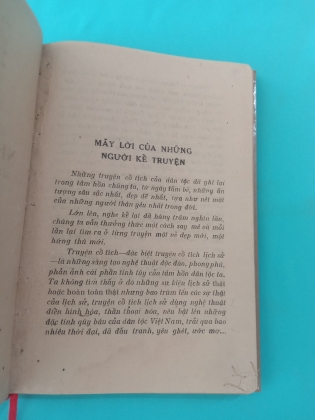 MẤY LỜI CỦA NHỮNG
NGƯỜI KỂ TRUYỆN
Những truyện cổ tích của dân tộc đã ghi lại
trong tâm hồn chúng ta, từ ngày tấm bé, những ấn
tượng sâu sắc nhất, đẹp đẽ nhất, tựa như nét mặt
những người thân yêu nhất trong đời.
Lớn lên, nghe kể lại đã hàng trăm nghìn lần,
chúng ta vẫn thưởng thức một cách say mê và mỗi
lần lại tìm ra ở từng truyện một vẻ đẹp mới, một
hứng thú mới.
Truyện cổ tích—đặc biệt truyện cổ tích lịch sử
—là những sáng tạo nghệ thuật độc đáo, phong phú,
phản ánh cái phần tinh túy của tâm hồn dân tộc ta.
Ta không tìm thấy ở đó những sự kiện lịch sử thật
hoặc hoàn toàn thật nhưng bao trùm lên các sự thật
của lịch sử, truyện cổ tích lịch sử dùng nghệ thuật
điển hình hóa, thần thoại hóa, nêu bật lên những
đặc tính quý báu của dân tộc Việt Nam, trải qua bao
nhiêu thời đại, đã đấu tranh, yêu ghét, ước mơ...